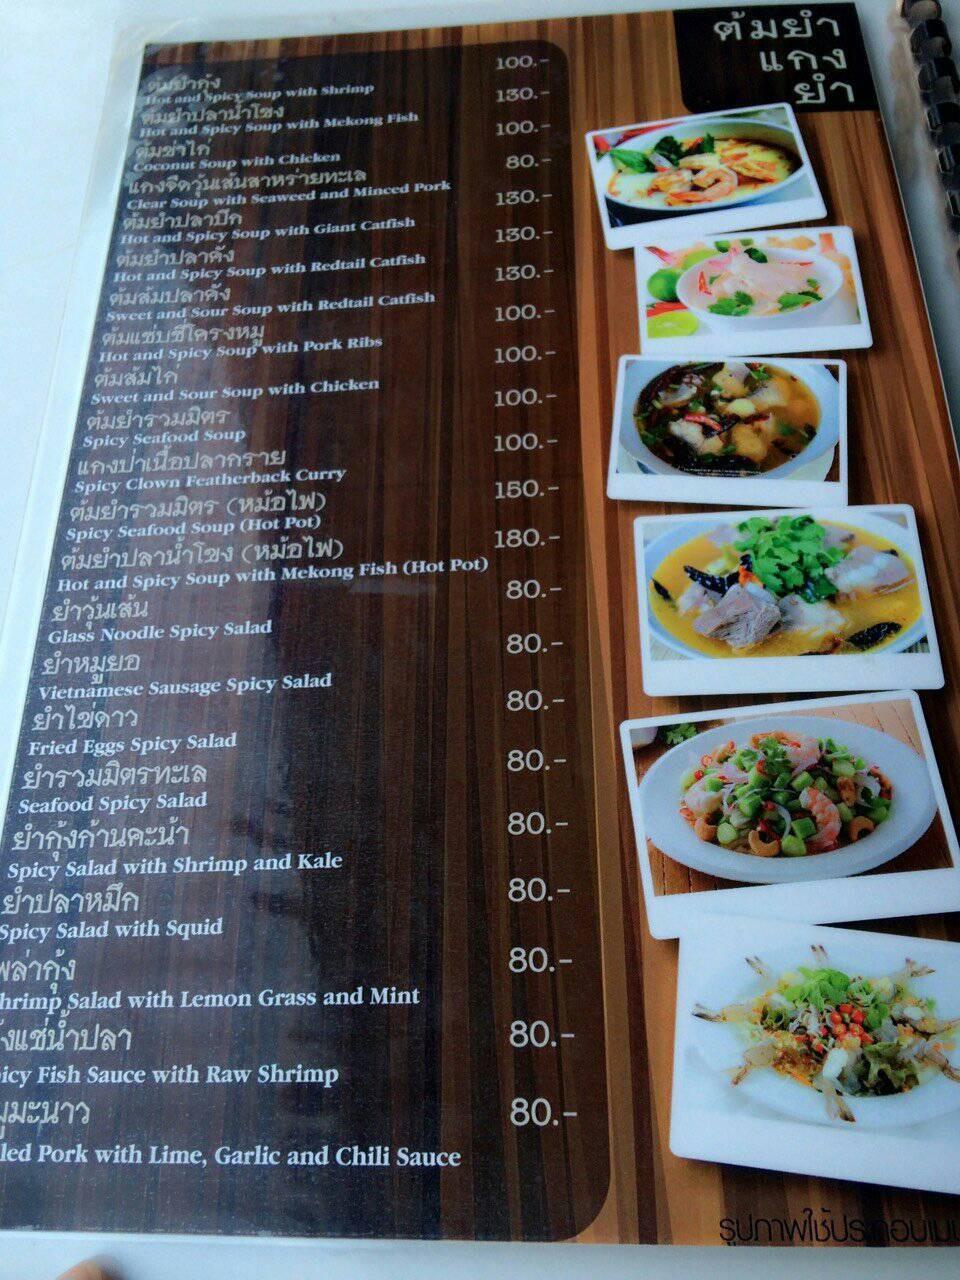 ต้มยำ
แกง
ยำ
ต้มยำกุ้ง 100.-
Hot and Spicy Soup with Shrimp
ต้มยำปลาน้ำโขง 130.-
Hot and Spicy Soup with Mekong Fish
ต้มข่าไก่ 100.-
Coconut Soup with Chicken
แกงจืดวุ้นเส้นสาหร่ายทะเล 80.-
Clear Soup with Seaweed and Minced Pork
ต้มยำปลาบึก 130.-
Hot and Spicy Soup with Giant Catfish
ต้มยำปลาคัง 130.-
Hot and Spicy Soup with Redtail Catfish
ต้มส้มปลาคัง 130.-
Sweet and Sour Soup with Redtail Catfish
ต้มแซ่บซี่โครงหมู 100.-
Hot and Spicy Soup with Pork Ribs
ต้มส้มไก่ 100.-
Sweet and Sour Soup with Chicken
ต้มยำรวมมิตร 100.-
Spicy Seafood Soup
แกงป่าเนื้อปลากราย 100.-
Spicy Clown Featherback Curry
ต้มยำรวมมิตร (หม้อไฟ) 150.-
Spicy Seafood Soup (Hot Pot)
ต้มยำปลาน้ำโขง (หม้อไฟ) 180.-
Hot and Spicy Soup with Mekong Fish (Hot Pot)
ยำวุ้นเส้น 80.-
Glass Noodle Spicy Salad
ยำหมูยอ 80.-
Vietnamese Sausage Spicy Salad
ยำไข่ดาว 80.-
Fried Eggs Spicy Salad
ยำรวมมิตรทะเล 80.-
Seafood Spicy Salad
ยำกุ้งก้านคะน้า 80.-
Spicy Salad with Shrimp and Kale
ยำปลาหมึก 80.-
Spicy Salad with Squid
พล่ากุ้ง 80.-
Shrimp Salad with Lemon Grass and Mint
แช่น้ำปลา 80.-
Fish Sauce with Raw Shrimp
มะนาว 80.-
Pork with Lime, Garlic and Chili Sauce
รูปภาพใช้ประกอบเมนู